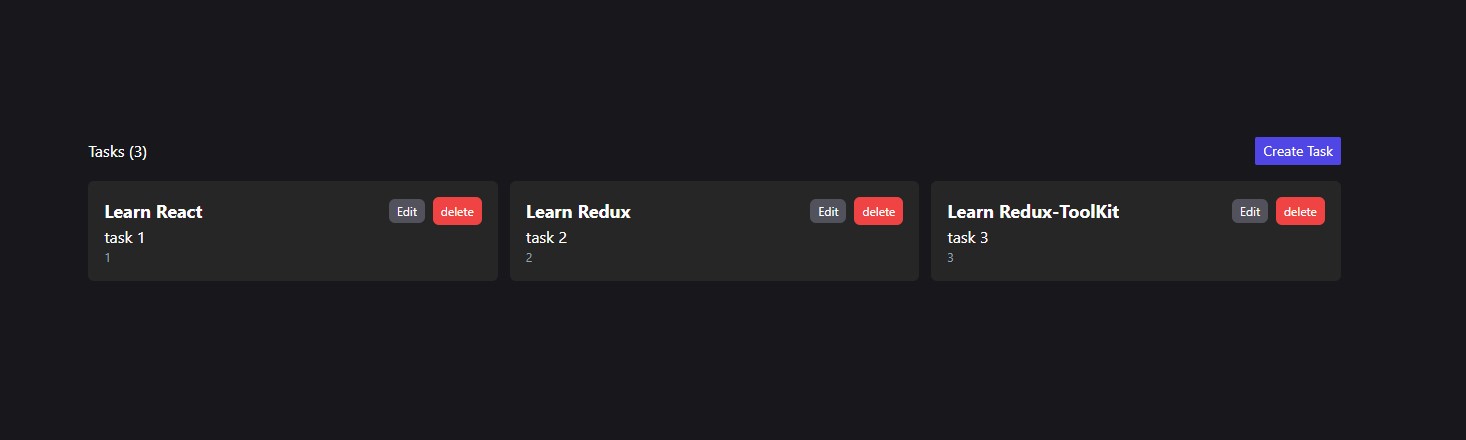 Tasks (3)
Create Task
Learn React
Edit
delete
task 1
1
Learn Redux
Edit
delete
task 2
2
Learn Redux-ToolKit
Edit
delete
task 3
3